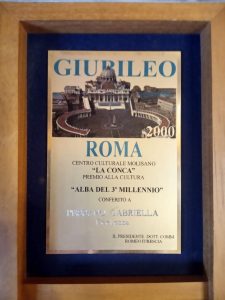 GIUBILEO
2000
ROMA
CENTRO CULTURALE MOLISANO
"LA CONCA"
PREMIO ALLA CULTURA
"ALBA DEL 3° MILLENNIO"
CONFERITO A
GABRIELLA
IL PRESIDENTE DOTT. COMM.